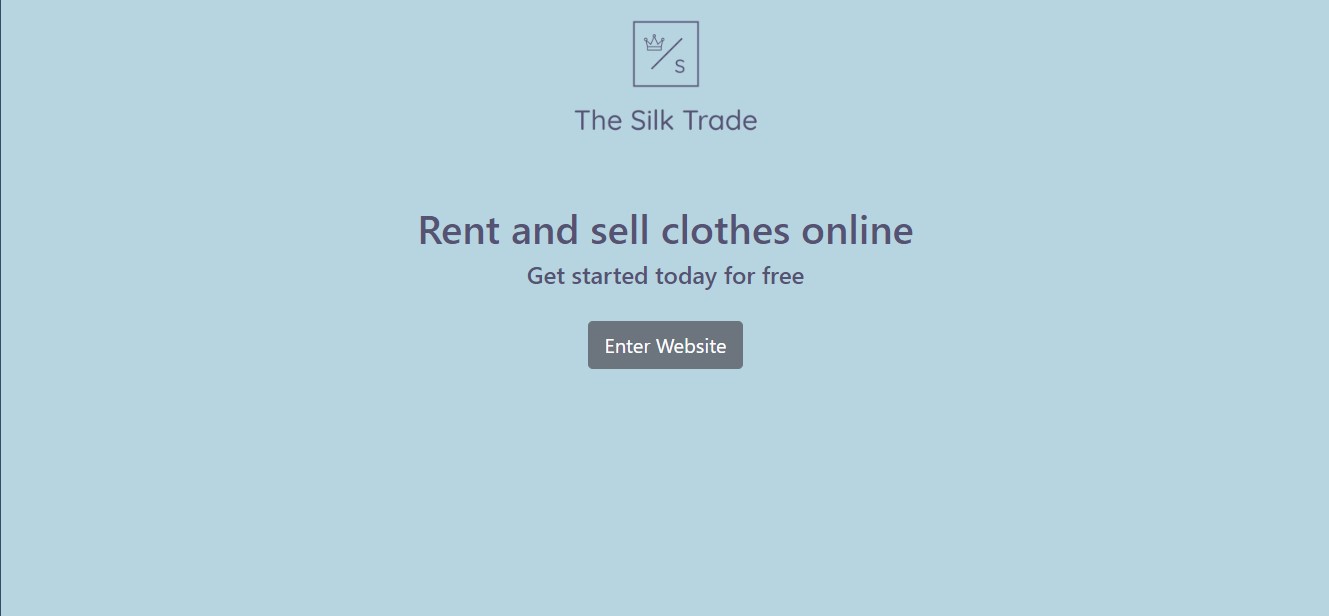 S
The Silk Trade
Rent and sell clothes online
Get started today for free
Enter Website